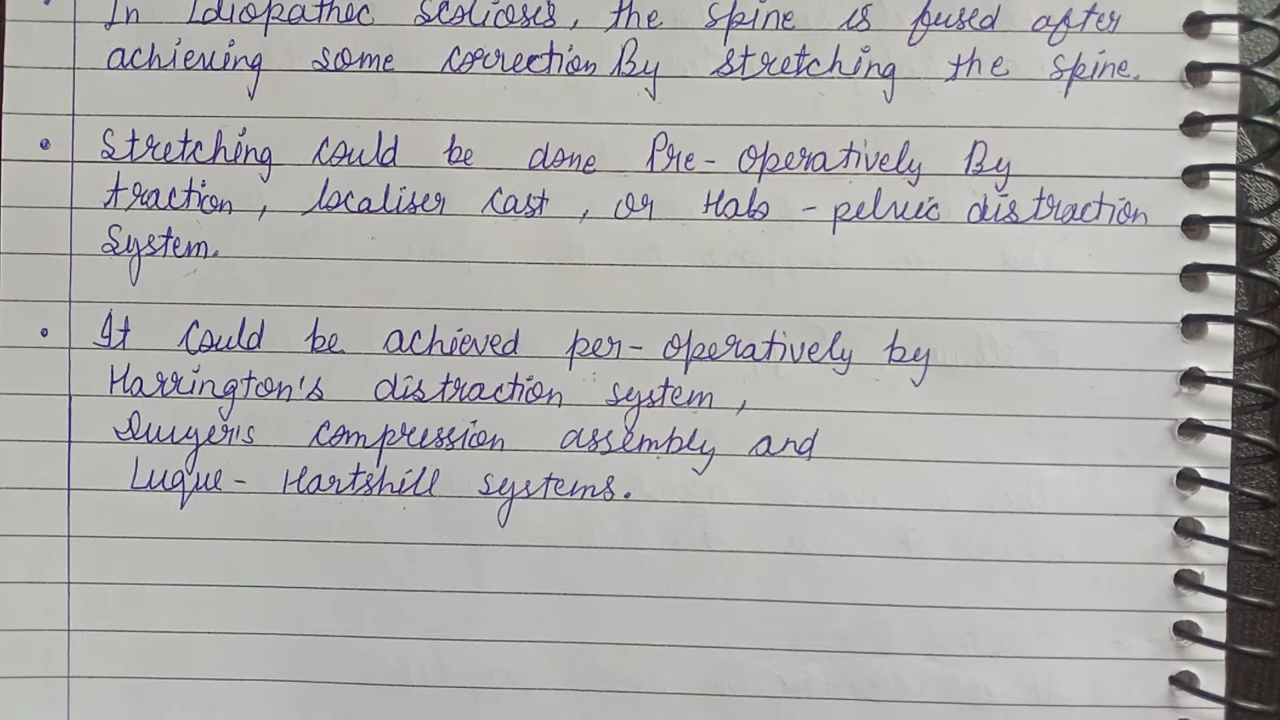 In Idiopathic Scoliosis, the spine is fused after
achieving some correction By stretching the spine.
• Stretching could be done Pre-operatively By
traction, localiser cast, or Halo-pelvic distraction
System.
• It could be achieved per-operatively by
Harrington's distraction system,
Dwyer's compression assembly and
Luque-Hartshill systems.